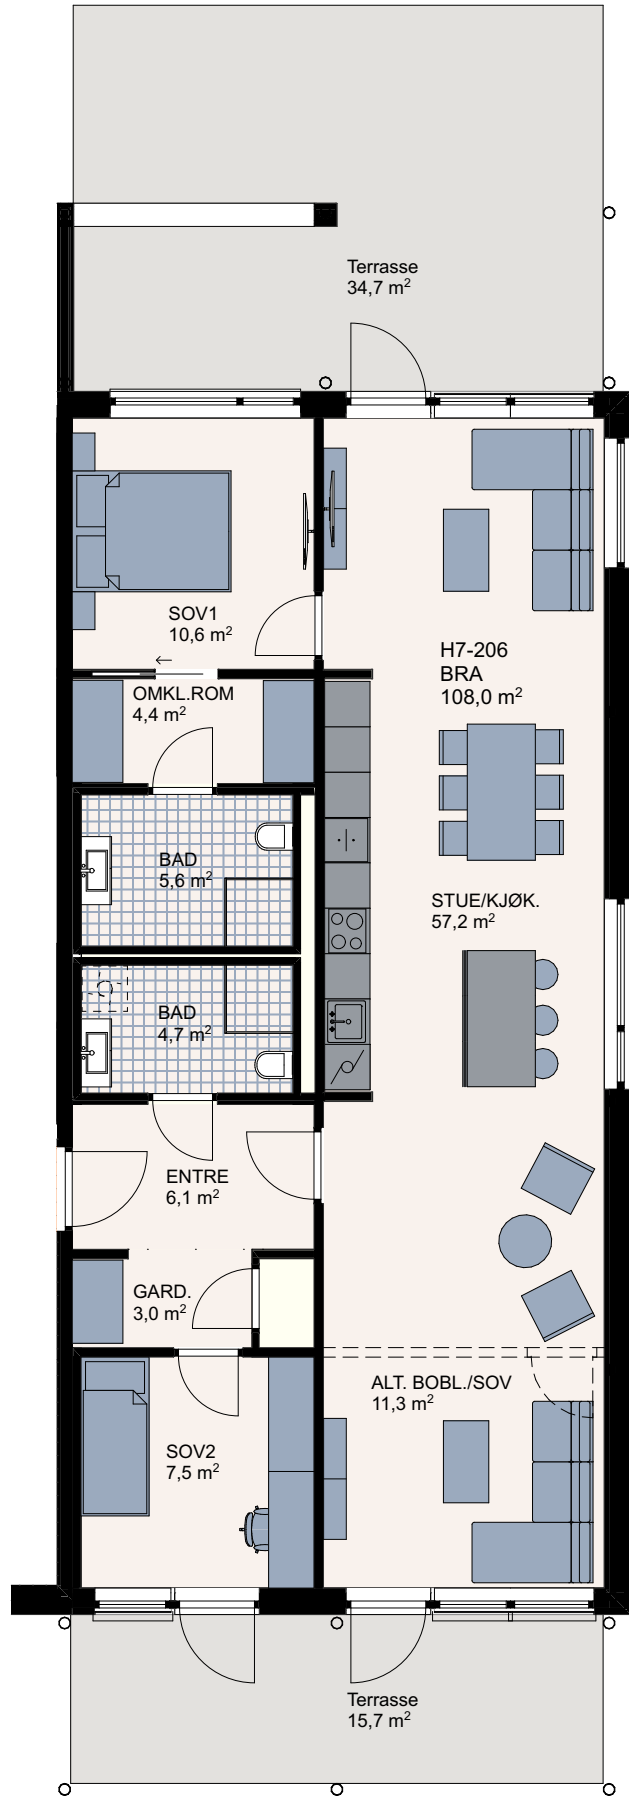 Terrasse
34,7 m²
SOV1
10,6 m²
H7-206
BRA
108,0 m²
OMKL.ROM
4,4 m²
BAD
5,6 m²
STUE/KJØK.
57,2 m²
BAD
4,7 m²
ENTRE
6,1 m²
GARD.
3,0 m²
ALT. BOBL./SOV
11,3 m²
SOV2
7,5 m²
Terrasse
15,7 m²